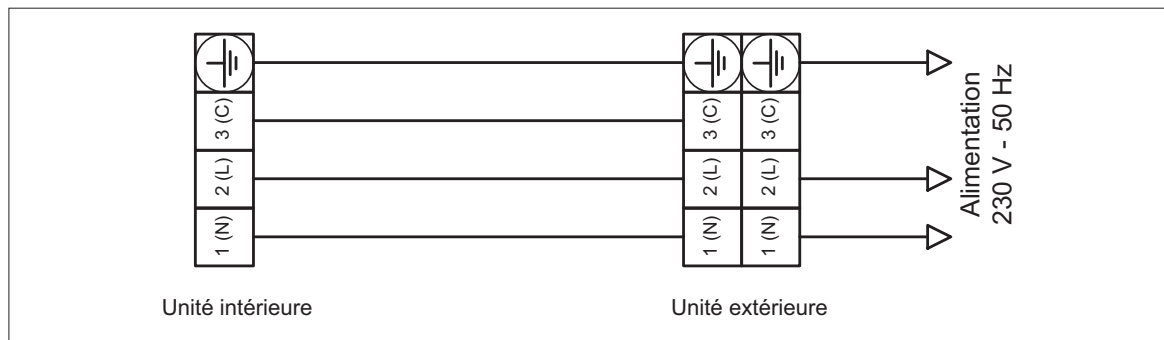 3 (C)
3 (C)
3 (C)
2 (L)
2 (L)
2 (L)
1 (N)
1 (N)
1 (N)
Alimentation
230 V - 50 Hz
Unité intérieure
Unité extérieure